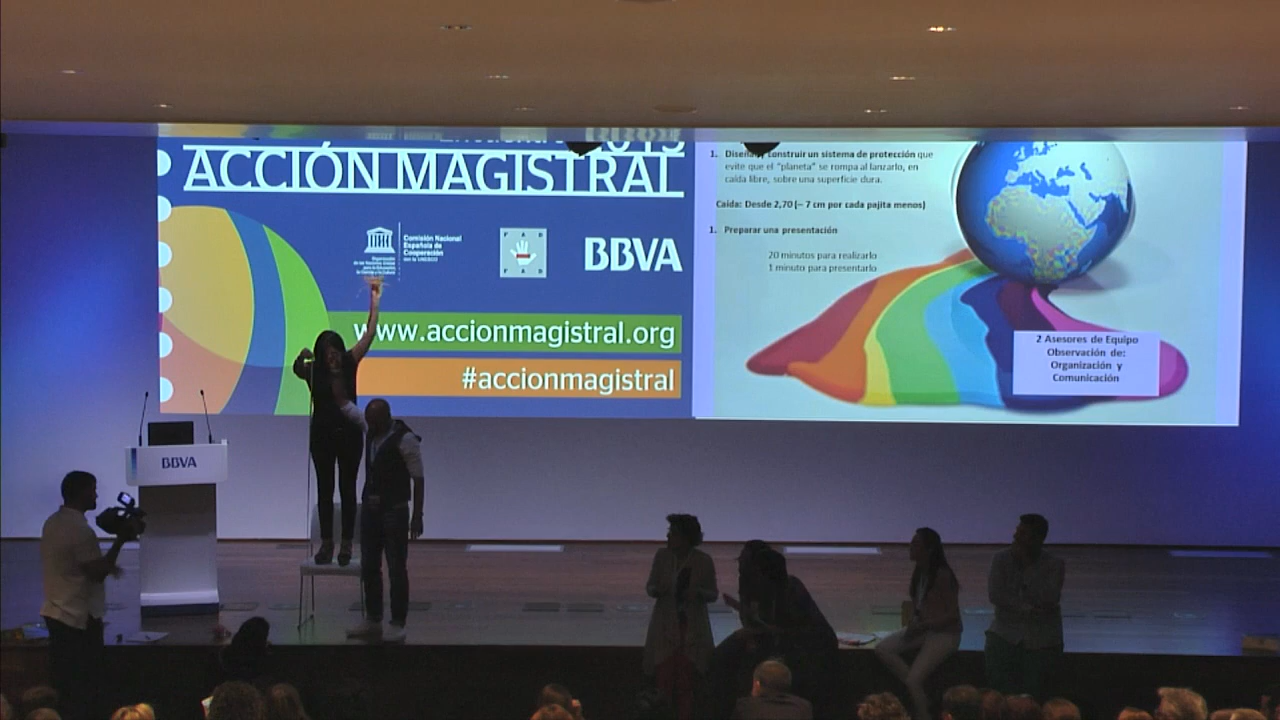 ACCIÓN MAGISTRAL
Comisión Nacional
Española de
Cooperación
con la UNESCO
F A D
F A D
BBVA
www.accionmagistral.org
#accionmagistral
1. Diseñar y construir un sistema de protección que
evite que el "planeta" se rompa al lanzarlo, en
caída libre, sobre una superficie dura.
Caída: Desde 2,70 (– 7 cm por cada pajita menos)
1. Preparar una presentación
20 minutos para realizarlo
1 minuto para presentarlo
2 Asesores de Equipo
Observación de:
Organización y
Comunicación
BBVA